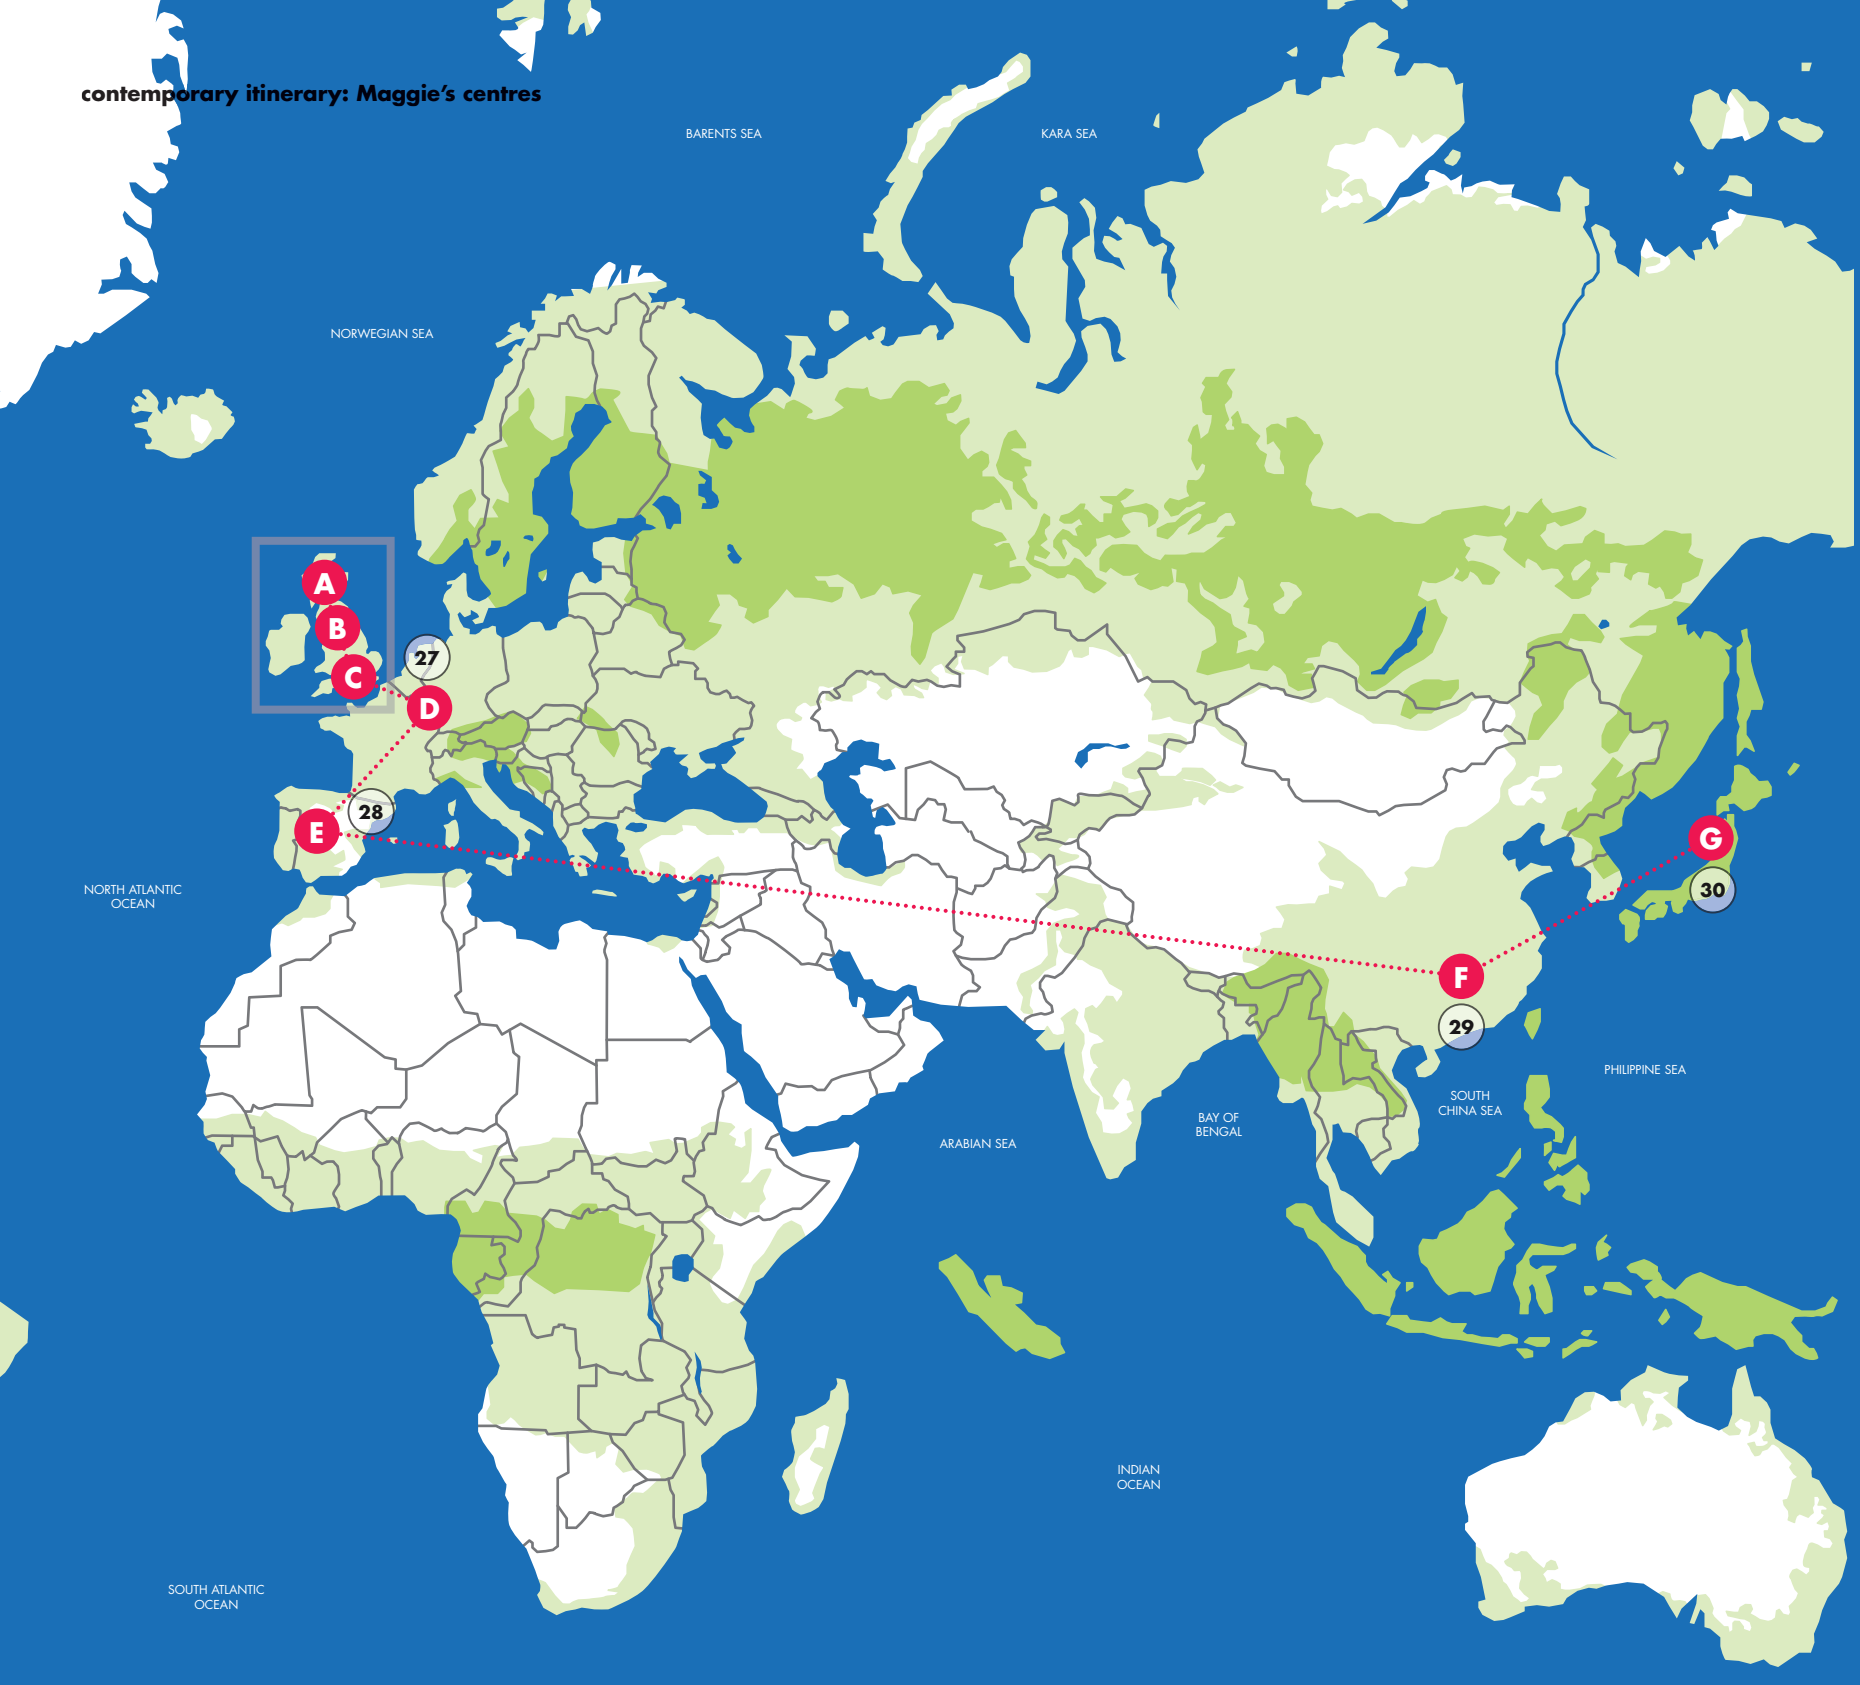 contemporary itinerary: Maggie’s centres
BARENTS SEA
KARA SEA
NORWEGIAN SEA
A
B
C
27
D
28
E
G
NORTH ATLANTIC
OCEAN
30
F
29
PHILIPPINE SEA
SOUTH
CHINA SEA
BAY OF
BENGAL
ARABIAN SEA
INDIAN
OCEAN
SOUTH ATLANTIC
OCEAN